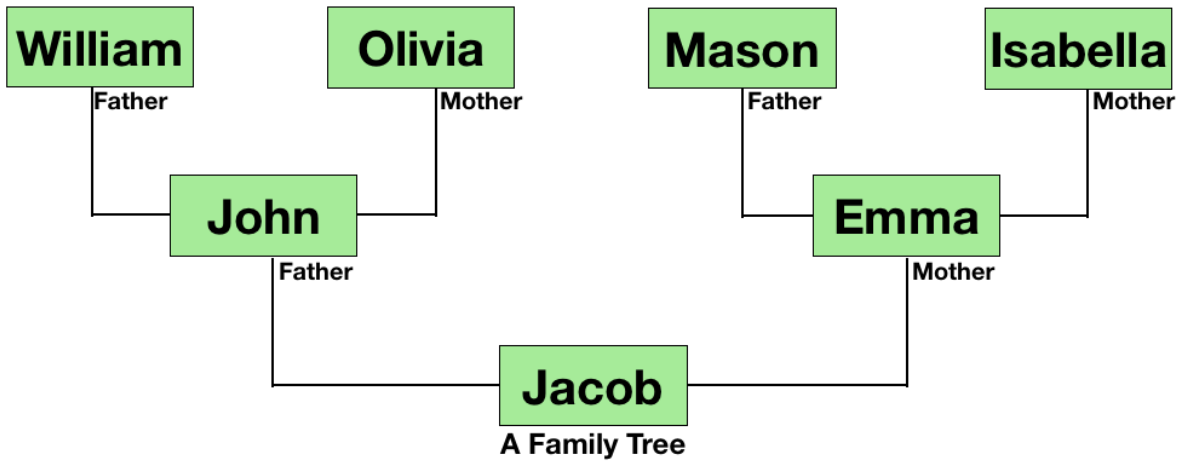 William
Olivia
Mason
Isabella
Father
Mother
Father
Mother
John
Emma
Father
Mother
Jacob
A Family Tree